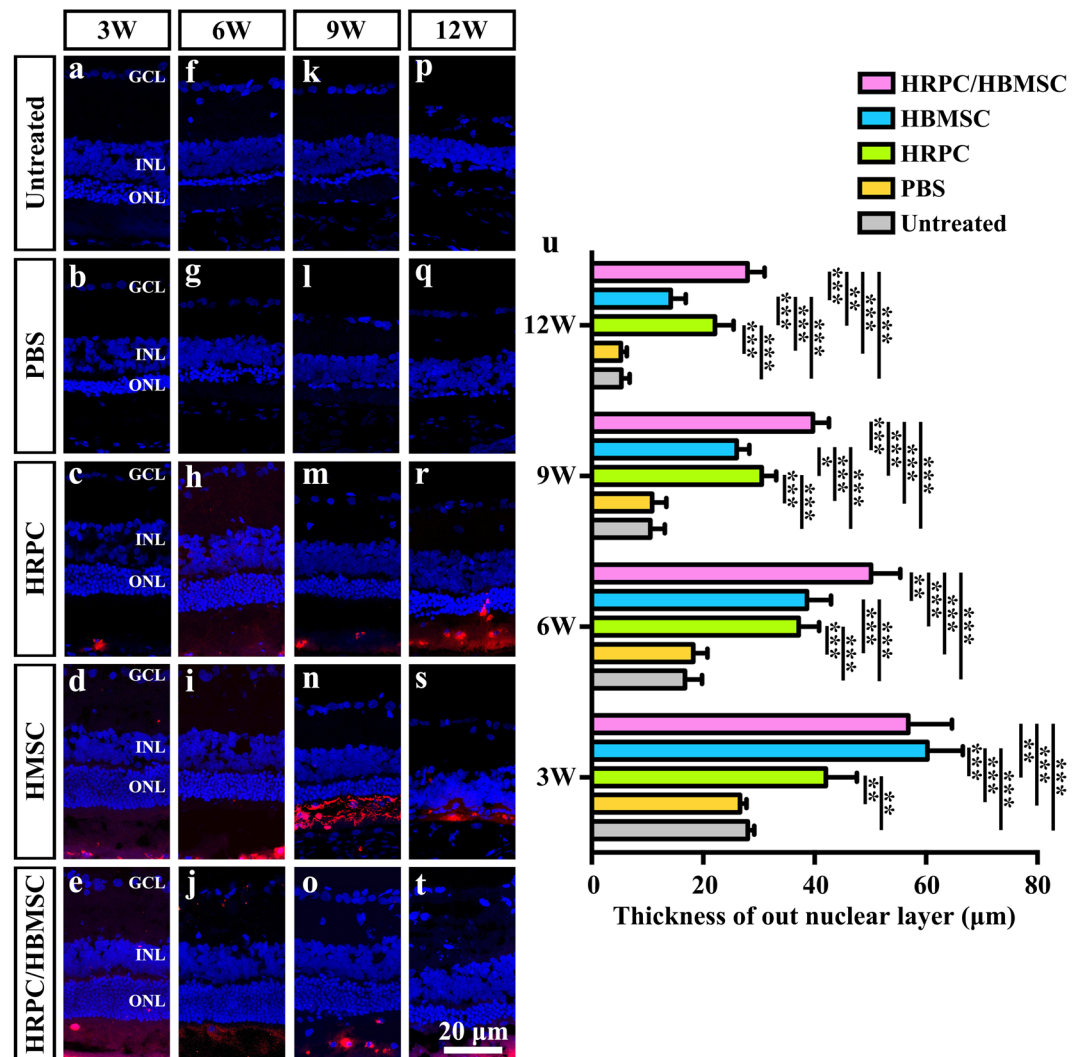 3W 6W 9W 12W
Untreated
a GCL INL ONL f k p
PBS
b GCL INL ONL g l q
HRPC
c GCL INL ONL h m r
HMSC
d GCL INL ONL i n s
HRPC/HBMSC
e GCL INL ONL j o t
20 μm
HRPC/HBMSC
HBMSC
HRPC
PBS
Untreated
u
12W
9W
6W
3W
0 20 40 60 80
Thickness of out nuclear layer (μm)